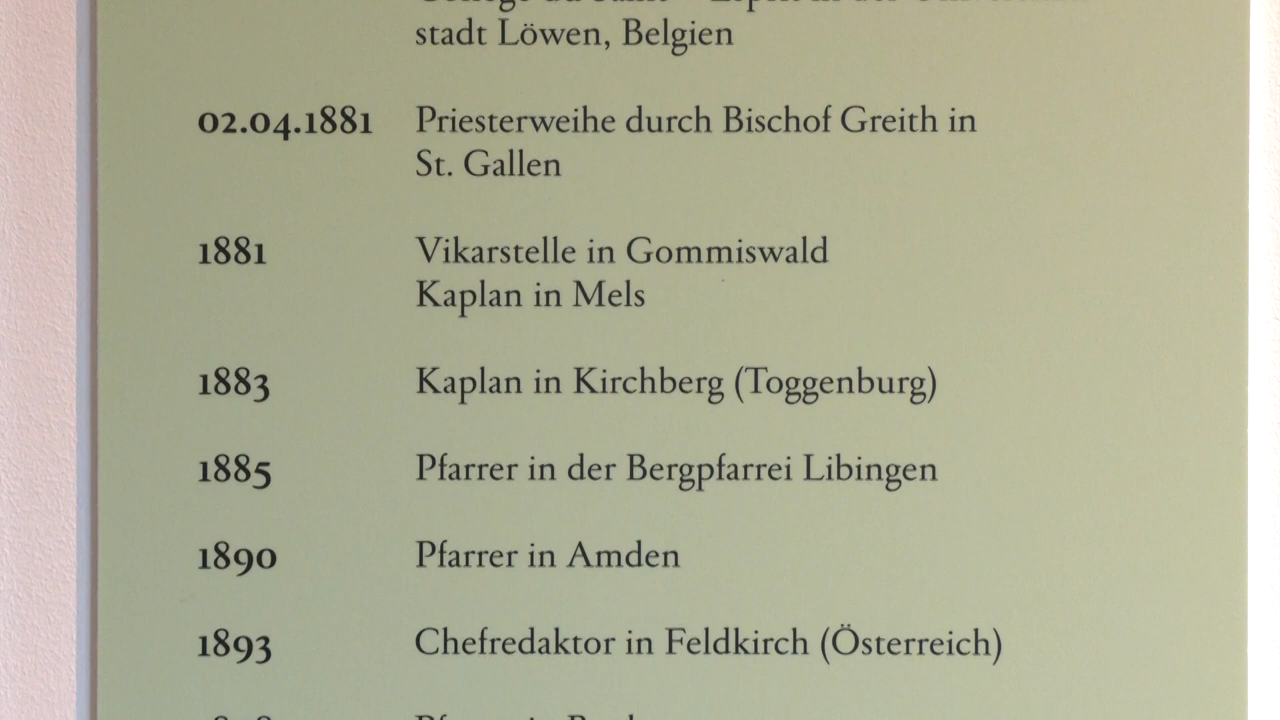 stadt Löwen, Belgien
02.04.1881 Priesterweihe durch Bischof Greith in
St. Gallen
1881 Vikarstelle in Gommiswald
Kaplan in Mels
1883 Kaplan in Kirchberg (Toggenburg)
1885 Pfarrer in der Bergpfarrei Libingen
1890 Pfarrer in Amden
1893 Chefredaktor in Feldkirch (Österreich)